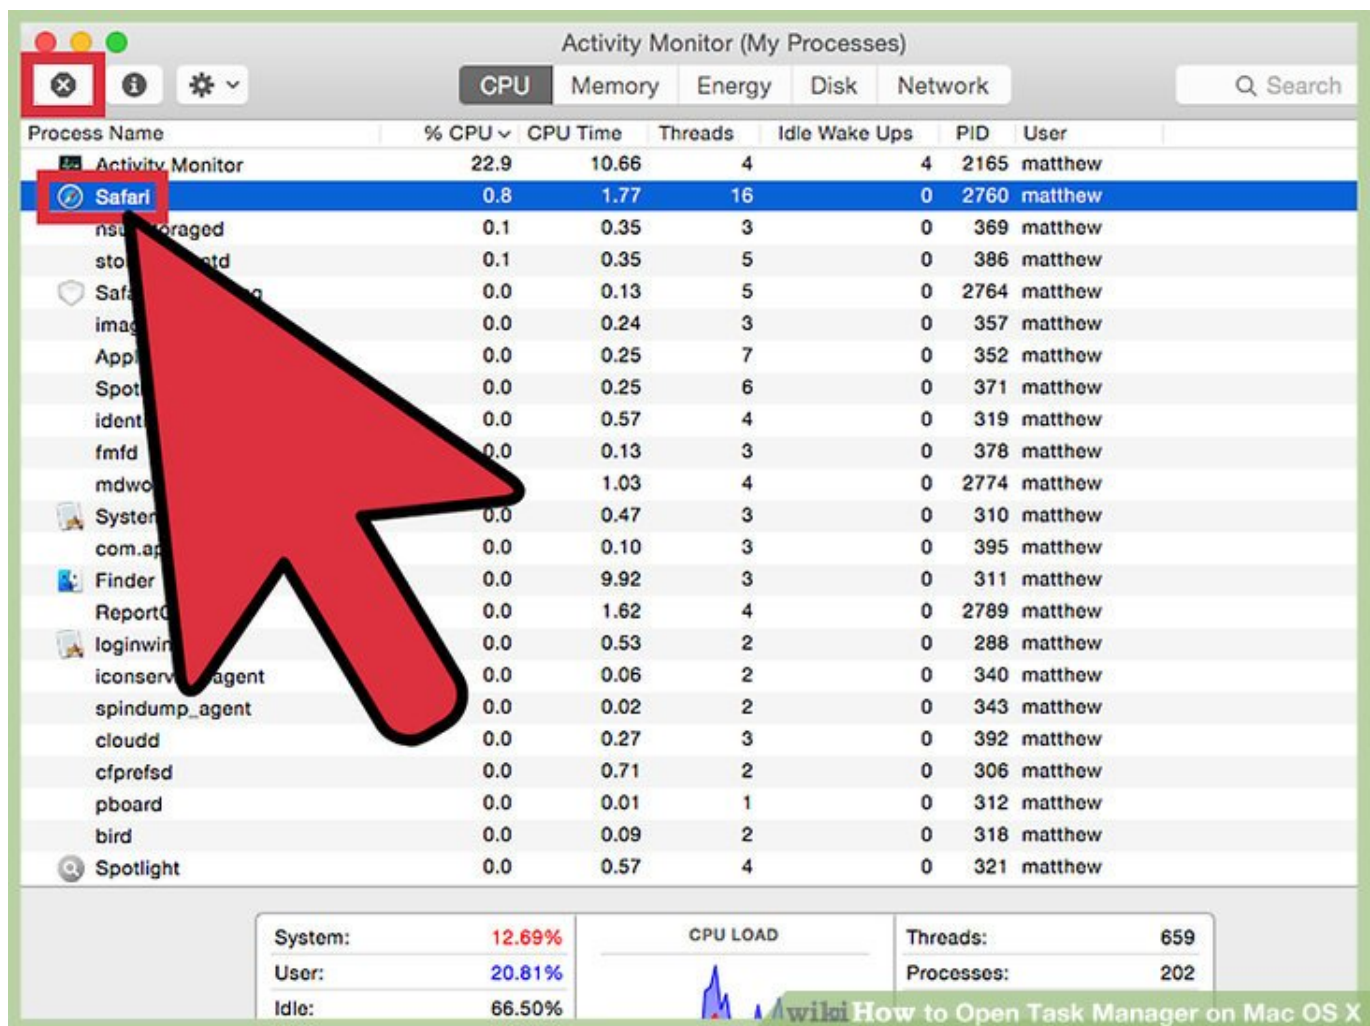 Activity Monitor (My Processes)
CPU Memory Energy Disk Network Search
Process Name % CPU CPU Time Threads Idle Wake Ups PID User
Activity Monitor 22.9 10.66 4 4 2165 matthew
Safari 0.8 1.77 16 0 2760 matthew
0.1 0.35 3 0 369 matthew
0.1 0.35 5 0 386 matthew
0.0 0.13 5 0 2764 matthew
0.0 0.24 3 0 357 matthew
0.0 0.25 7 0 352 matthew
0.0 0.25 6 0 371 matthew
0.0 0.57 4 0 319 matthew
fmfd 0.0 0.13 3 0 378 matthew
1.03 4 0 2774 matthew
0.0 0.47 3 0 310 matthew
0.0 0.10 3 0 395 matthew
Finder 0.0 9.92 3 0 311 matthew
0.0 1.62 4 0 2789 matthew
0.0 0.53 2 0 288 matthew
0.0 0.06 2 0 340 matthew
spindump_agent 0.0 0.02 2 0 343 matthew
cloudd 0.0 0.27 3 0 392 matthew
cfprefsd 0.0 0.71 2 0 306 matthew
pboard 0.0 0.01 1 0 312 matthew
bird 0.0 0.09 2 0 318 matthew
Spotlight 0.0 0.57 4 0 321 matthew
System: 12.69% CPU LOAD Threads: 659
User: 20.81% Processes: 202
Idle: 66.50%
wikiHow to Open Task Manager on Mac OS X